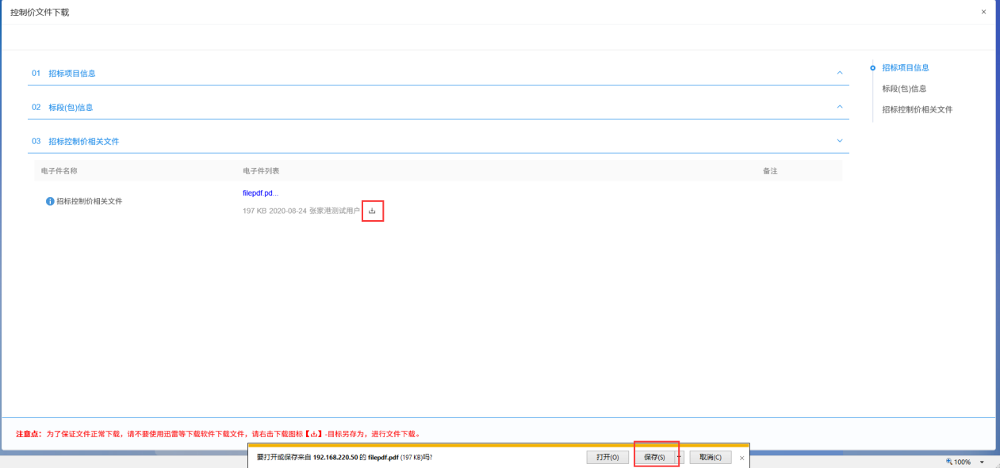 控制价文件下载
×
01 招标项目信息
02 标段(包)信息
03 招标控制价相关文件
电子件名称 电子件列表 备注
filepdf.pd...
招标控制价相关文件
197 KB 2020-08-24 张家港测试用户
招标项目信息
标段(包)信息
招标控制价相关文件
注意点：为了保证文件正常下载，请不要使用迅雷等下载软件下载文件，请右击下载图标【】-目标另存为，进行文件下载。
要打开或保存来自 192.168.220.50 的 filepdf.pdf (197 KB)吗? 打开(O) 保存(S) 取消(C) ×
100%